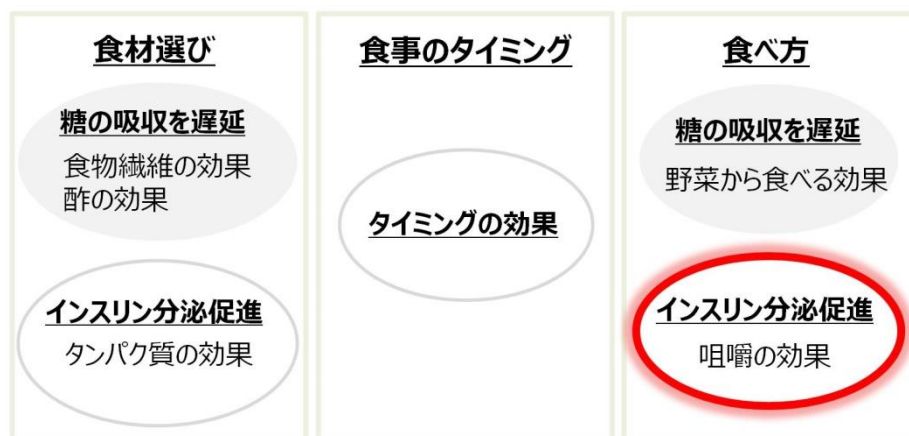 食材選び
糖の吸収を遅延
食物繊維の効果
酢の効果
インスリン分泌促進
タンパク質の効果
食事のタイミング
タイミングの効果
食べ方
糖の吸収を遅延
野菜から食べる効果
インスリン分泌促進
咀嚼の効果